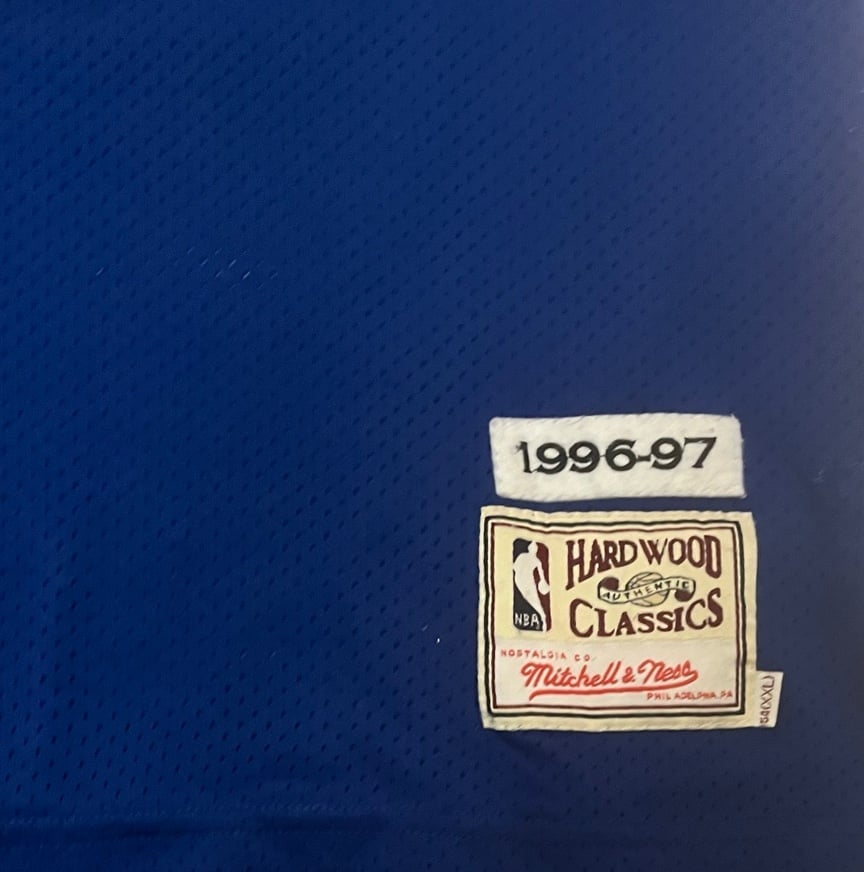 1996-97
HARDWOOD
AUTHENTIC
CLASSICS
NBA
NOSTALGIA CO.
Mitchell & Ness
PHILADELPHIA, PA
54(XXL)